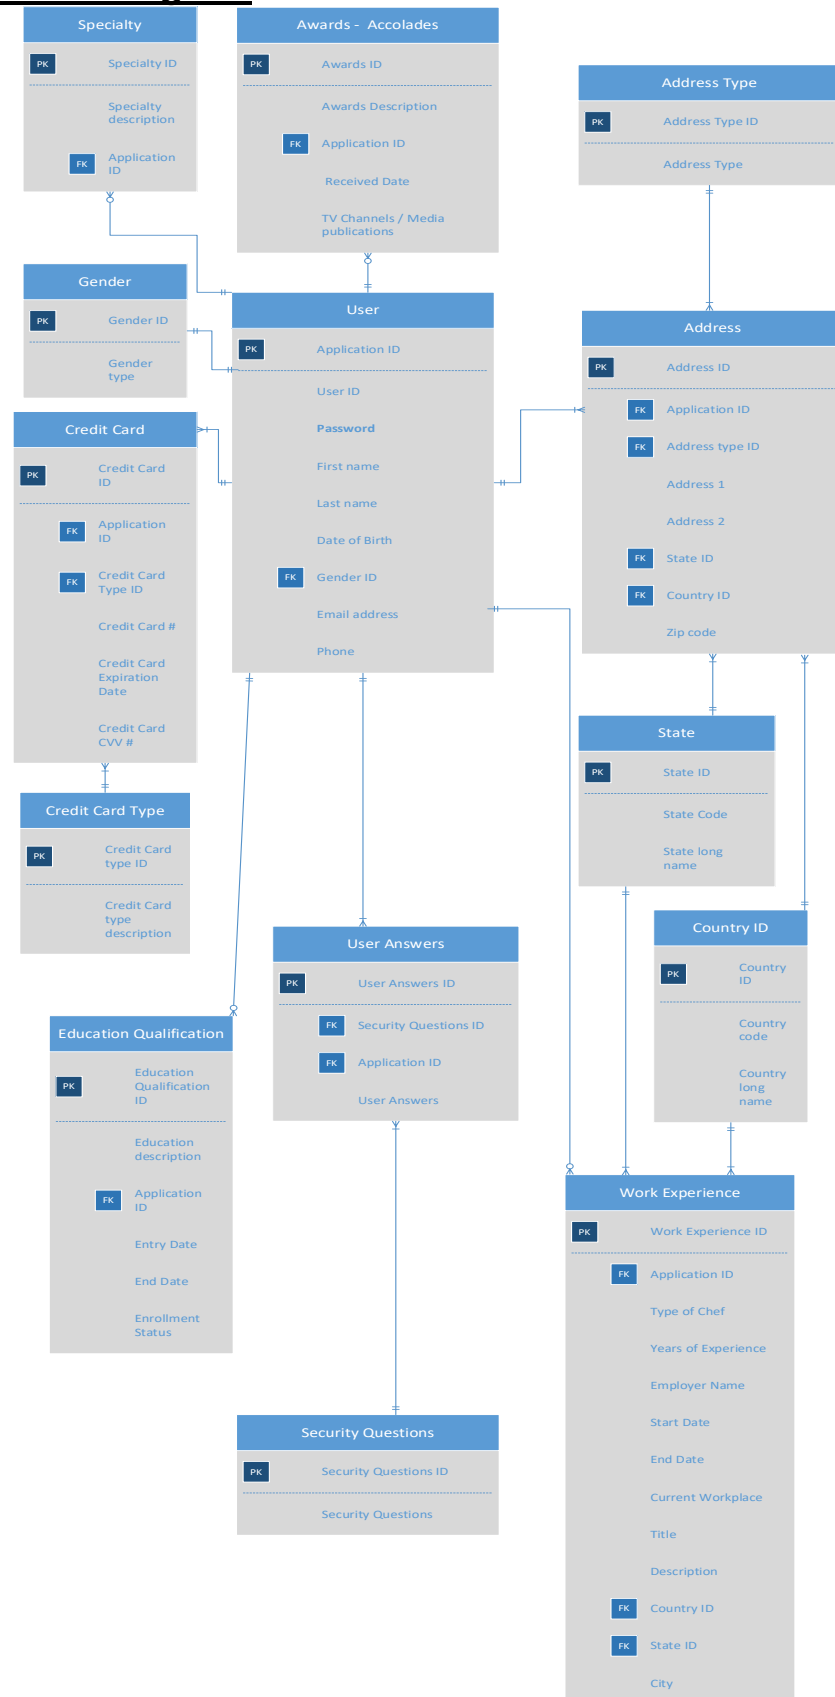 Specialty
PK
Specialty ID
Specialty
description
FK
Application
ID
Awards - Accolades
PK
Awards ID
Awards Description
FK
Application ID
Received Date
TV Channels / Media
publications
Address Type
PK
Address Type ID
Address Type
Gender
PK
Gender ID
Gender
type
User
PK
Application ID
User ID
Password
First name
Last name
Date of Birth
FK
Gender ID
Email address
Phone
Address
PK
Address ID
FK
Application ID
FK
Address type ID
Address 1
Address 2
FK
State ID
FK
Country ID
Zip code
Credit Card
PK
Credit Card
ID
FK
Application
ID
FK
Credit Card
Type ID
Credit Card #
Credit Card
Expiration
Date
Credit Card
CVV #
State
PK
State ID
State Code
State long
name
Credit Card Type
PK
Credit Card
type ID
Credit Card
type
description
Country ID
PK
Country
ID
Country
code
Country
long
name
User Answers
PK
User Answers ID
FK
Security Questions ID
FK
Application ID
User Answers
Education Qualification
PK
Education
Qualification
ID
Education
description
FK
Application
ID
Entry Date
End Date
Enrollment
Status
Work Experience
PK
Work Experience ID
FK
Application ID
Type of Chef
Years of Experience
Employer Name
Start Date
End Date
Current Workplace
Title
Description
FK
Country ID
FK
State ID
City
Security Questions
PK
Security Questions ID
Security Questions